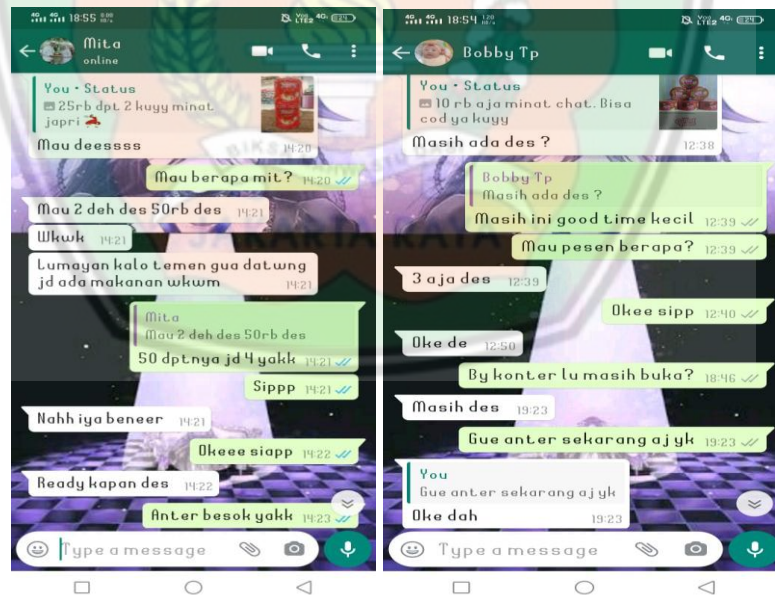 18:55
Mita
online
You • Status
25rb dpt 2 kuyy minat
japri
Mau deessss 14:20
Mau berapa mit? 14:20
Mau 2 deh des 50rb des 14:21
Wkwk 14:21
Lumayan kalo temen gua datwng
jd ada makanan wkwm 14:21
Mita
Mau 2 deh des 50rb des
50 dptnya jd 4 yakk 14:21
Sippp 14:21
Nahh iya beneer 14:21
Okeee siapp 14:22
Ready kapan des 14:22
Anter besok yakk 14:23
Type a message
18:54
Bobby Tp
You • Status
10 rb aja minat chat. Bisa
cod ya kuyy
Masih ada des ? 12:38
Bobby Tp
Masih ada des ?
Masih ini good time kecil 12:39
Mau pesen berapa? 12:39
3 aja des 12:39
Okee sipp 12:40
Oke de 12:50
By konter lu masih buka? 18:46
Masih des 19:23
Gue anter sekarang aj yk 19:23
You
Gue anter sekarang aj yk
Oke dah 19:23
Type a message
JAKARTA RAYA